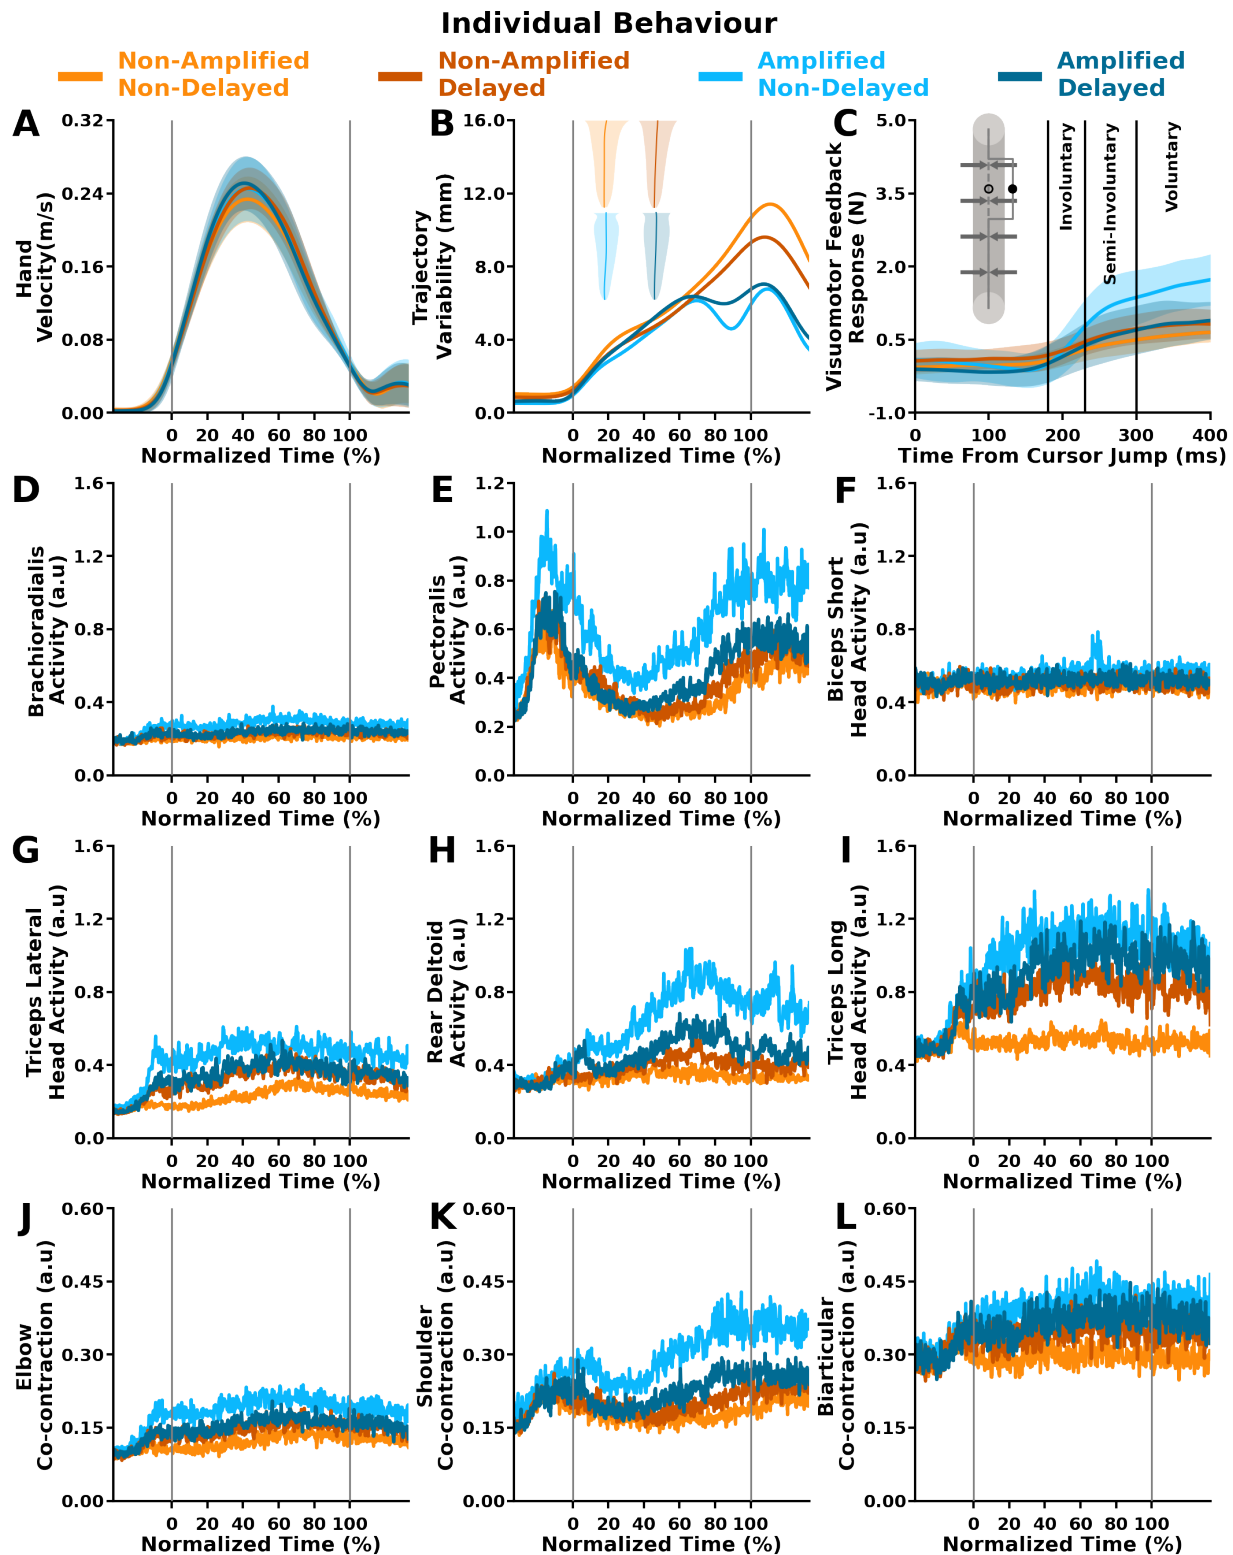 Individual Behaviour
Non-Amplified
Non-Delayed
Non-Amplified
Delayed
Amplified
Non-Delayed
Amplified
Delayed
A
Hand
Velocity(m/s)
0.32
0.24
0.16
0.08
0.00
0 20 40 60 80 100
Normalized Time (%)
B
Trajectory
Variability (mm)
16.0
12.0
8.0
4.0
0.0
0 20 40 60 80 100
Normalized Time (%)
C
Visuomotor Feedback
Response (N)
5.0
3.5
2.0
0.5
-1.0
Involuntary
Semi-Involuntary
Voluntary
0 100 200 300 400
Time From Cursor Jump (ms)
D
Brachioradialis
Activity (a.u)
1.6
1.2
0.8
0.4
0.0
0 20 40 60 80 100
Normalized Time (%)
E
Pectoralis
Activity (a.u)
1.2
1.0
0.8
0.6
0.4
0.2
0.0
0 20 40 60 80 100
Normalized Time (%)
F
Biceps Short
Head Activity (a.u)
1.6
1.2
0.8
0.4
0.0
0 20 40 60 80 100
Normalized Time (%)
G
Triceps Lateral
Head Activity (a.u)
1.6
1.2
0.8
0.4
0.0
0 20 40 60 80 100
Normalized Time (%)
H
Rear Deltoid
Activity (a.u)
1.6
1.2
0.8
0.4
0.0
0 20 40 60 80 100
Normalized Time (%)
I
Triceps Long
Head Activity (a.u)
1.6
1.2
0.8
0.4
0.0
0 20 40 60 80 100
Normalized Time (%)
J
Elbow
Co-contraction (a.u)
0.60
0.45
0.30
0.15
0.00
0 20 40 60 80 100
Normalized Time (%)
K
Shoulder
Co-contraction (a.u)
0.60
0.45
0.30
0.15
0.00
0 20 40 60 80 100
Normalized Time (%)
L
Biarticular
Co-contraction (a.u)
0.60
0.45
0.30
0.15
0.00
0 20 40 60 80 100
Normalized Time (%)